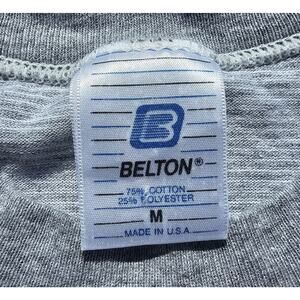 B
BELTON®
75% COTTON
25% POLYESTER
M
MADE IN U.S.A.